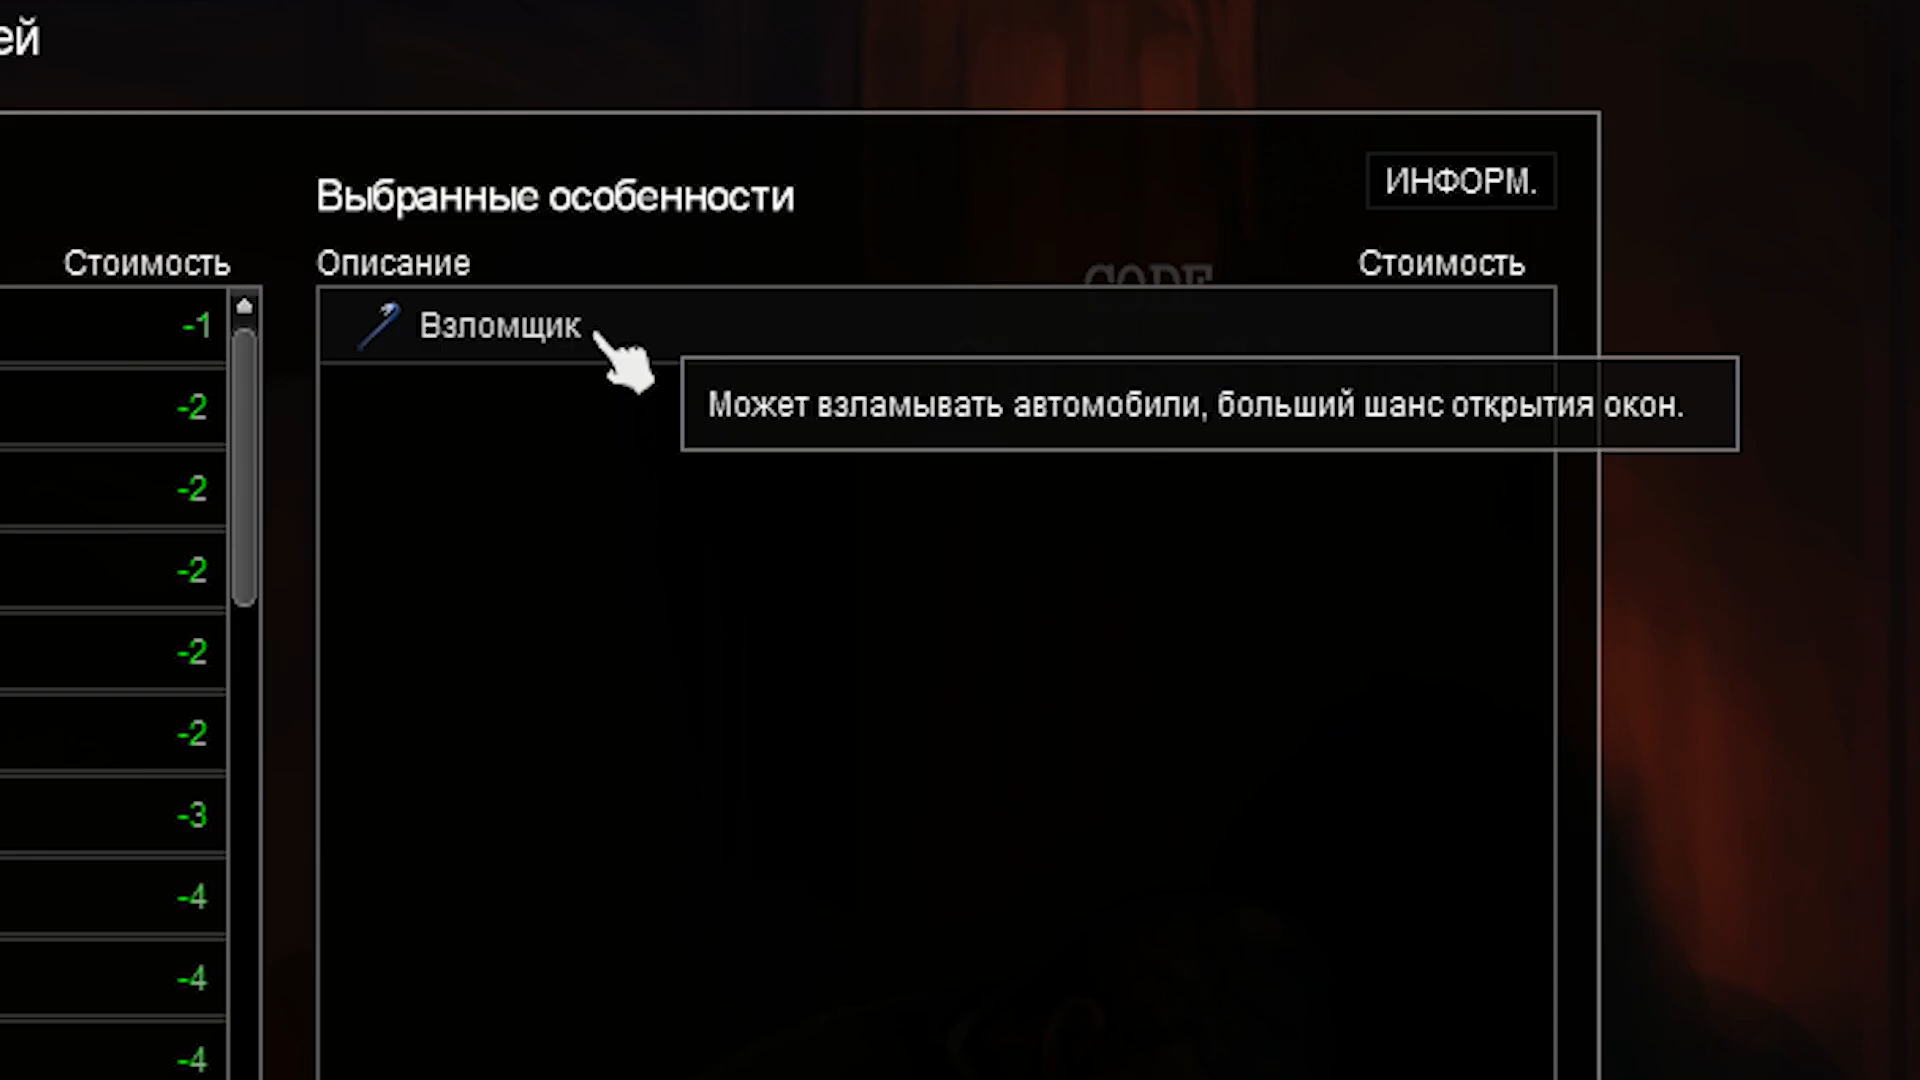 ей
ИНФОРМ.
Выбранные особенности
Стоимость
Описание
Стоимость
CODE
-1
Взломщик
Может взламывать автомобили, больший шанс открытия окон.
-2
-2
-2
-2
-2
-3
-4
-4
-4